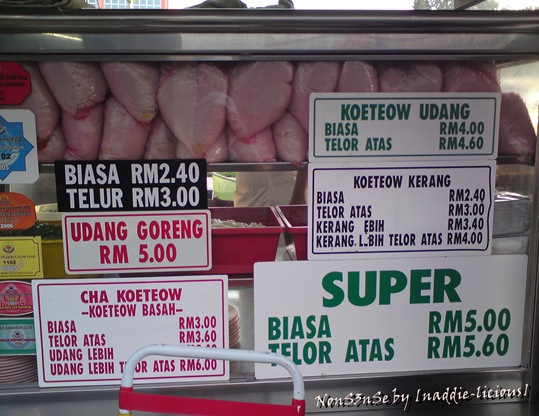 KOETEOW UDANG
BIASA RM4.00
TELOR ATAS RM4.60
BIASA RM2.40
TELUR RM3.00
KOETEOW KERANG
BIASA RM2.40
TELOR ATAS RM3.00
KERANG LEBIH RM3.40
KERANG L.BIH TELOR ATAS RM4.00
UDANG GORENG
RM 5.00
CHA KOETEOW
–KOETEOW BASAH–
BIASA RM3.00
TELOR ATAS RM3.60
UDANG LEBIH
UDANG LEBIH TELOR ATAS RM6.00
SUPER
BIASA RM5.00
TELOR ATAS RM5.60
NonS3nSe by [naddie-licious]